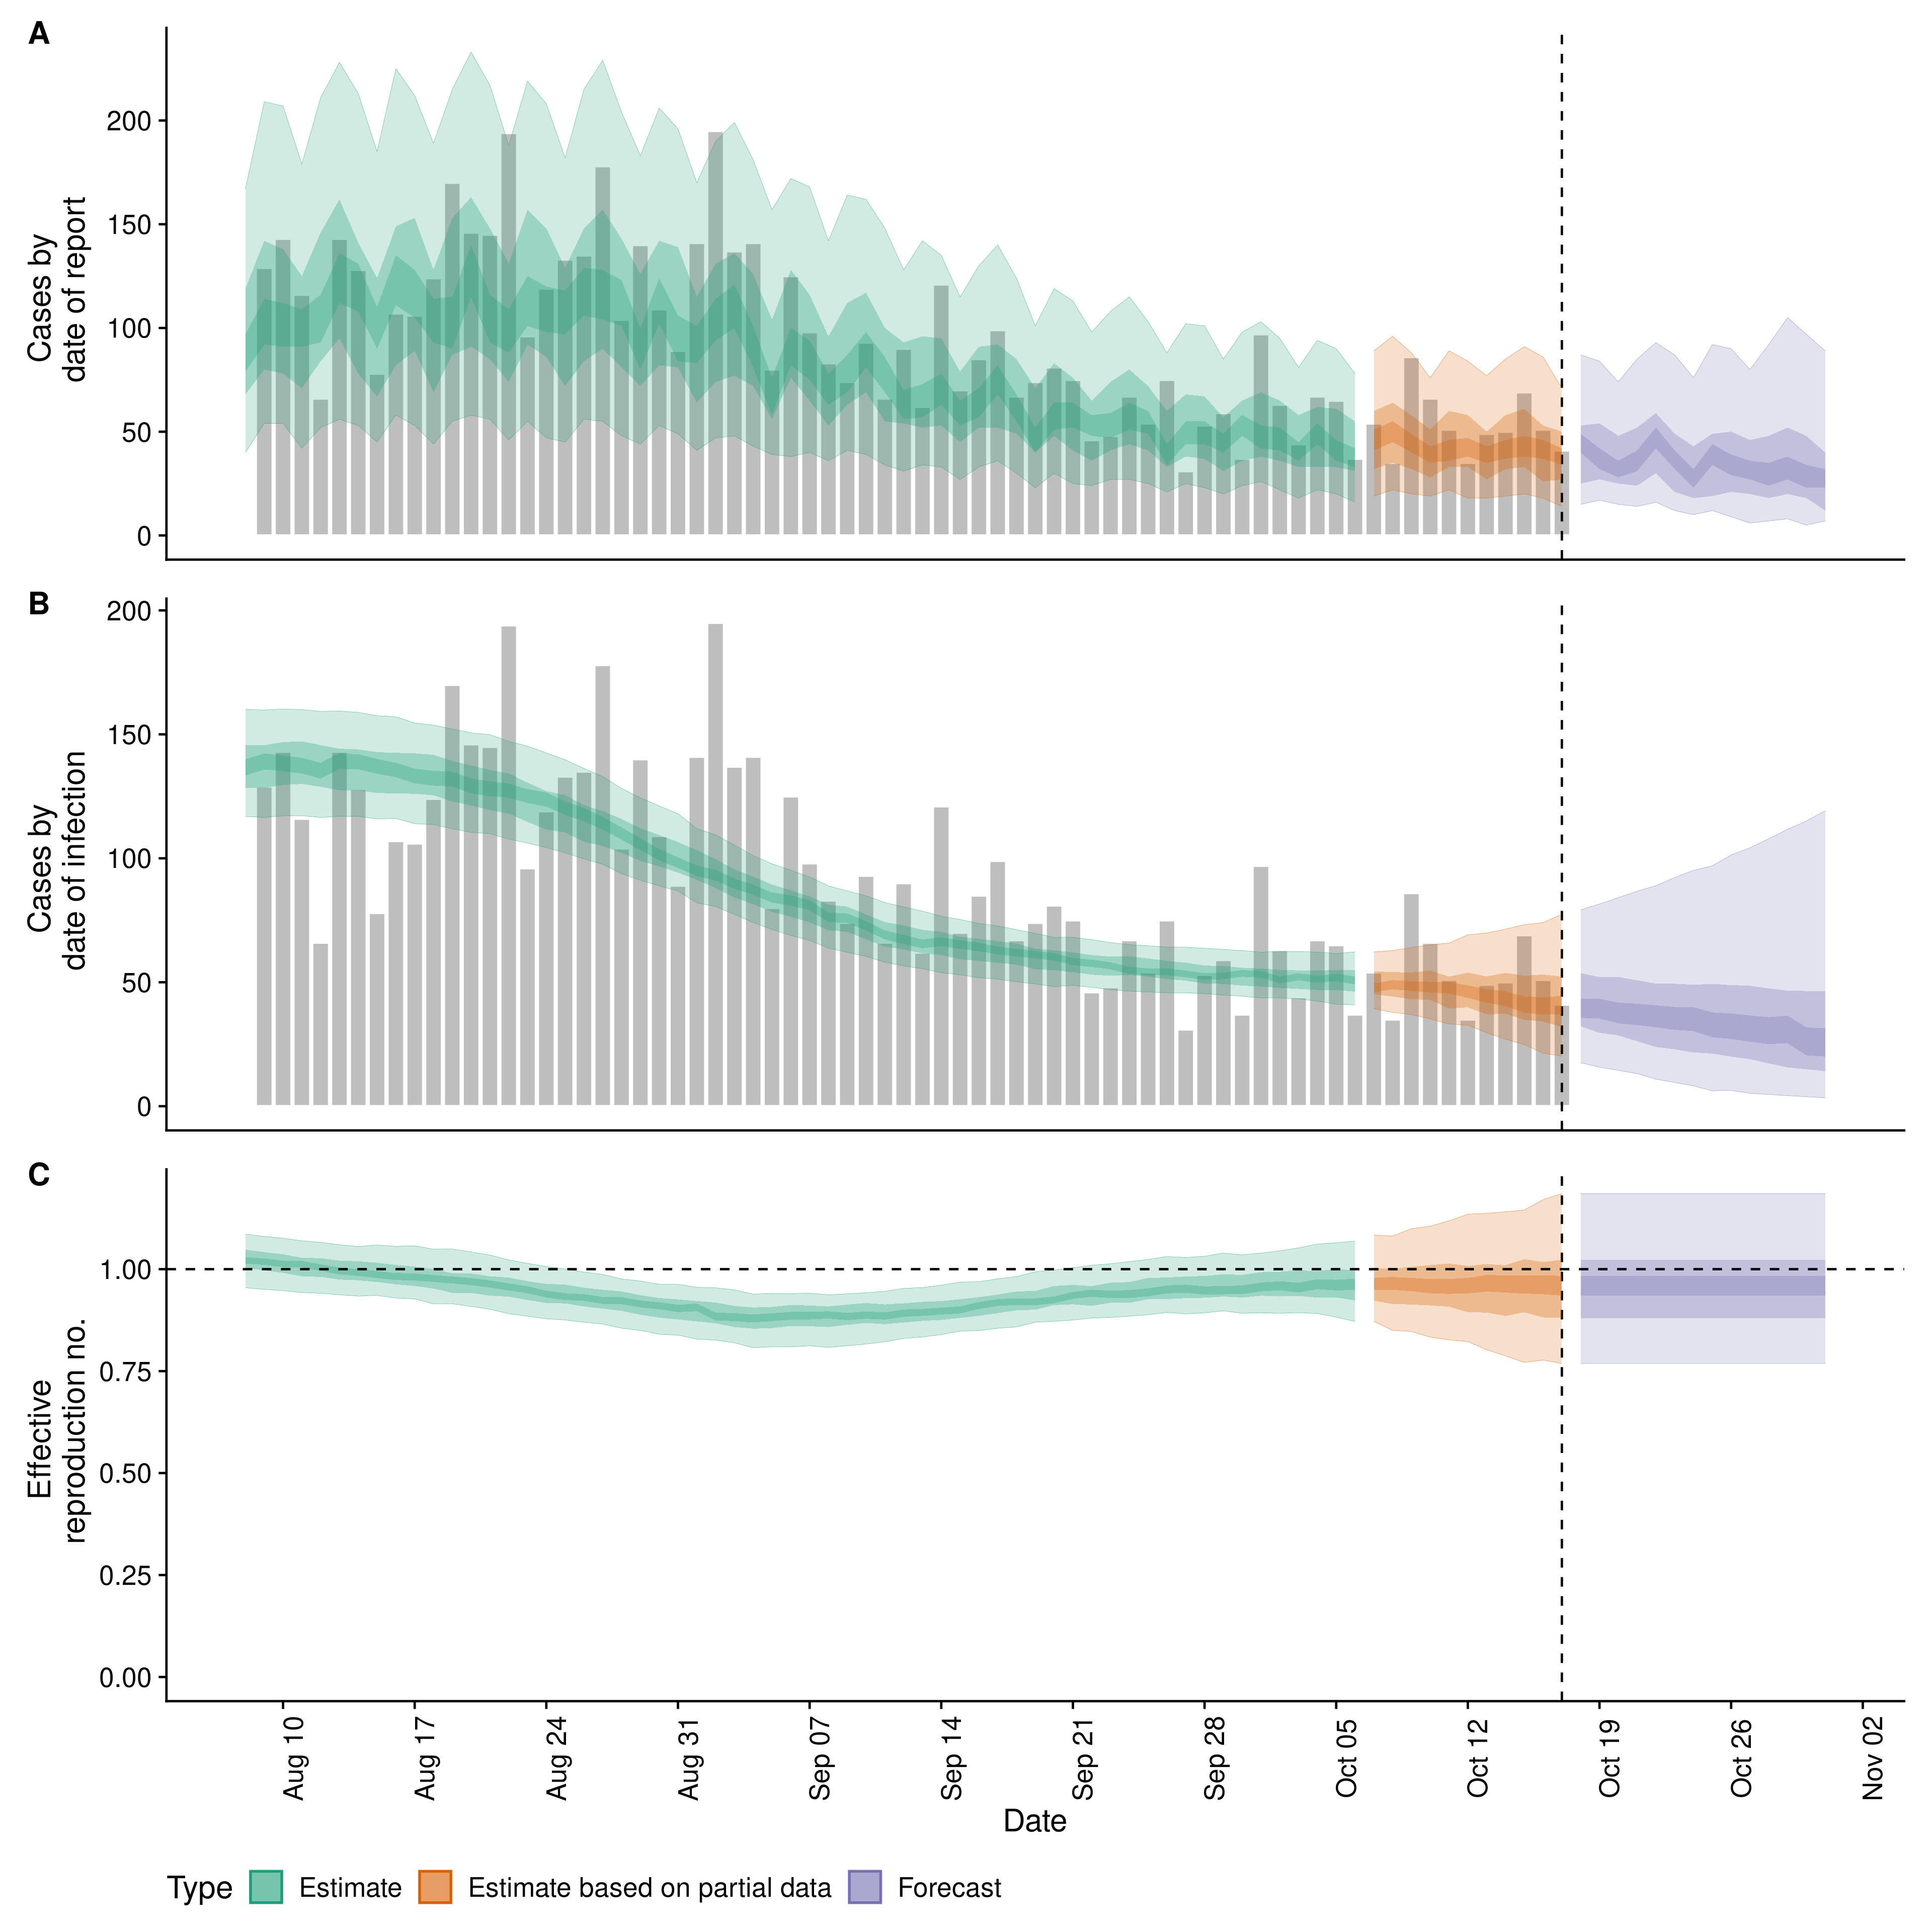 A
Cases by
date of report
200
150
100
50
0
B
Cases by
date of infection
200
150
100
50
0
C
Effective
reproduction no.
1.00
0.75
0.50
0.25
0.00
Aug 10
Aug 17
Aug 24
Aug 31
Sep 07
Sep 14
Sep 21
Sep 28
Oct 05
Oct 12
Oct 19
Oct 26
Nov 02
Date
Type
Estimate
Estimate based on partial data
Forecast